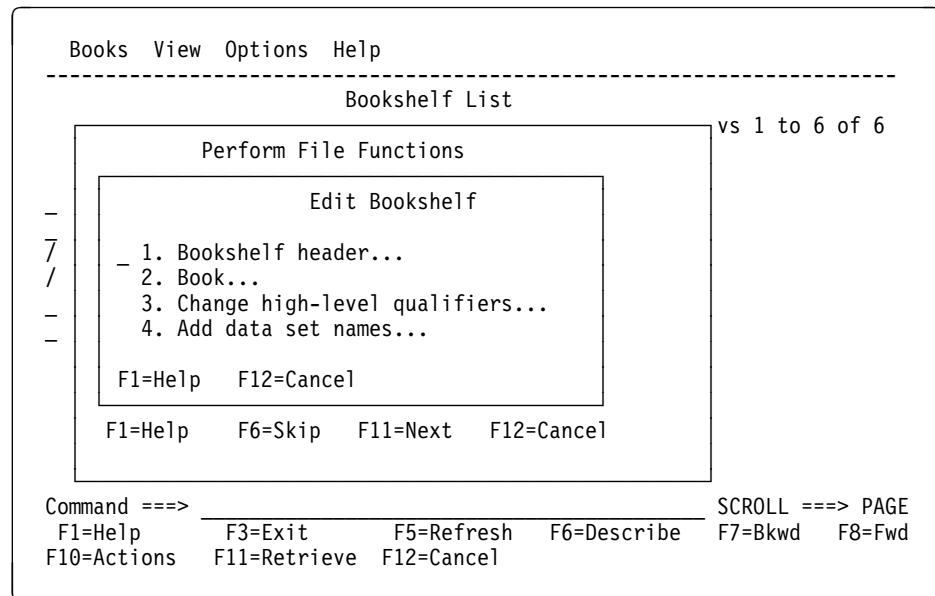 Books View Options Help
--------------------------------------------------------------------------
Bookshelf List
vs 1 to 6 of 6
Perform File Functions
Edit Bookshelf
_
_
/ _ 1. Bookshelf header...
/ 2. Book...
_ 3. Change high-level qualifiers...
_ 4. Add data set names...
F1=Help F12=Cancel
F1=Help F6=Skip F11=Next F12=Cancel
Command ===> ________________________________________ SCROLL ===> PAGE
F1=Help F3=Exit F5=Refresh F6=Describe F7=Bkwd F8=Fwd
F10=Actions F11=Retrieve F12=Cancel